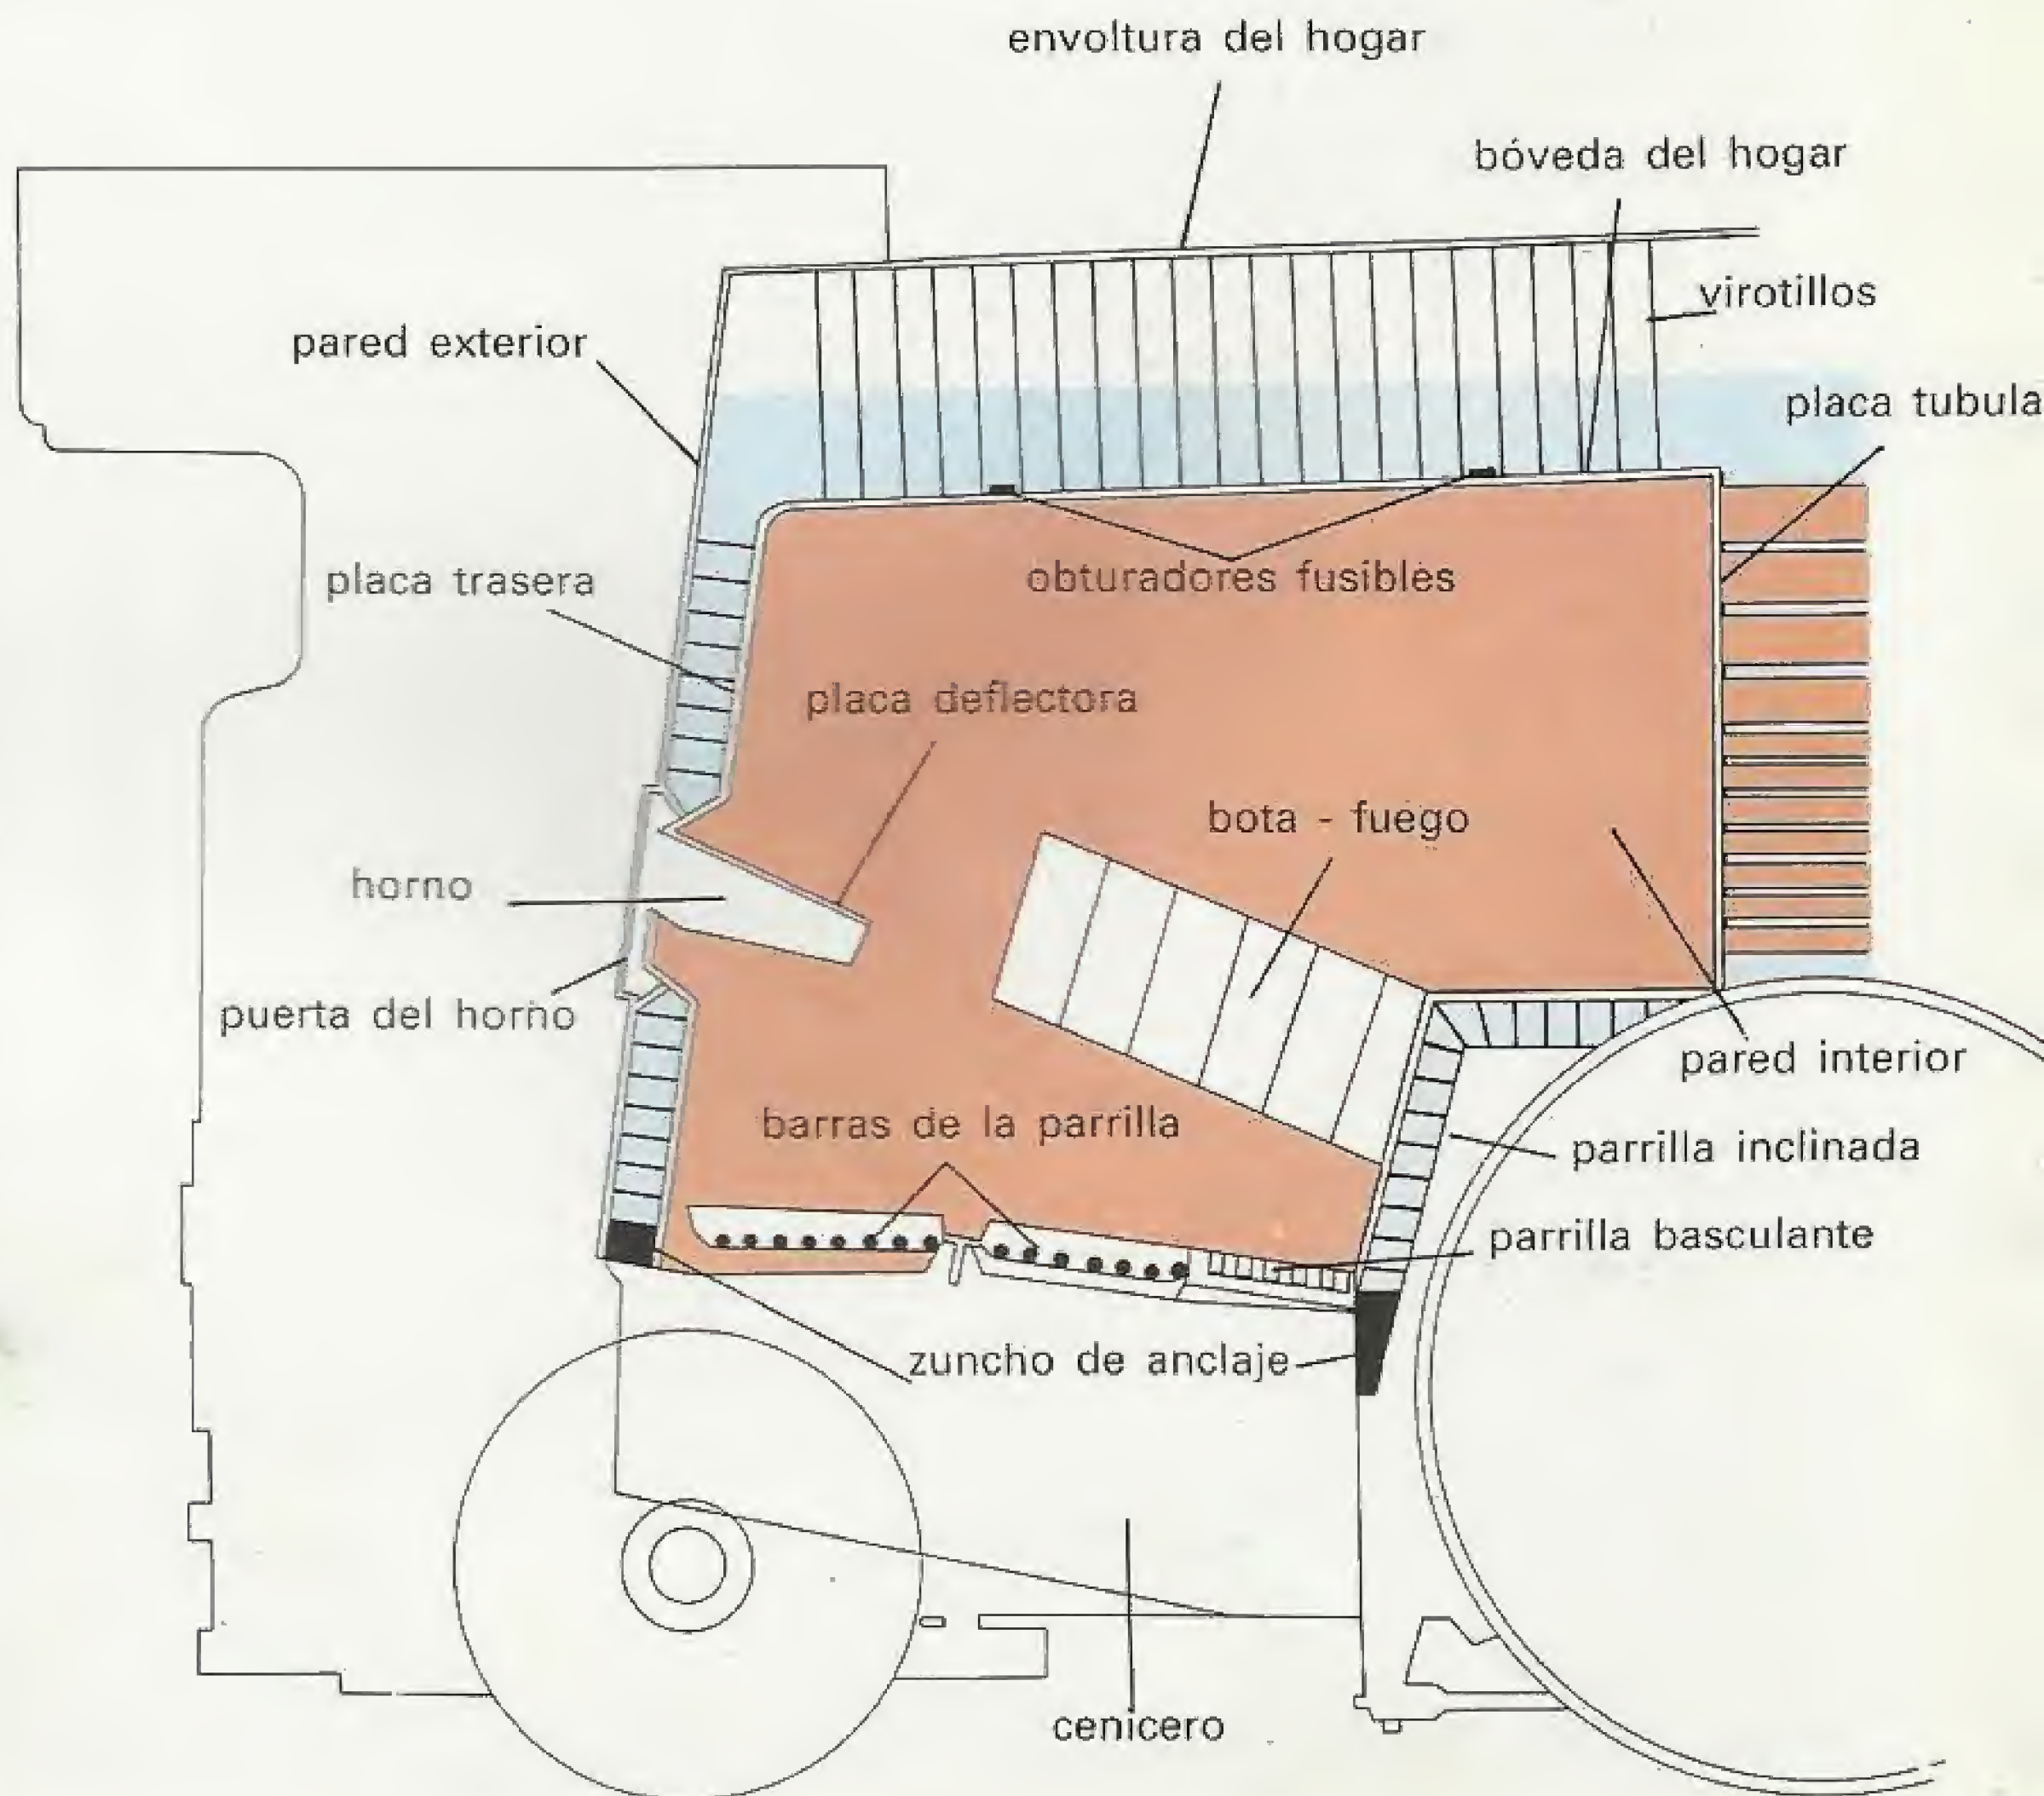 envoltura del hogar
bóveda del hogar
virotillos
pared exterior
placa tubula
placa trasera
obturadores fusibles
placa deflectora
bota - fuego
horno
puerta del horno
pared interior
barras de la parrilla
parrilla inclinada
parrilla basculante
zuncho de anclaje
cenicero